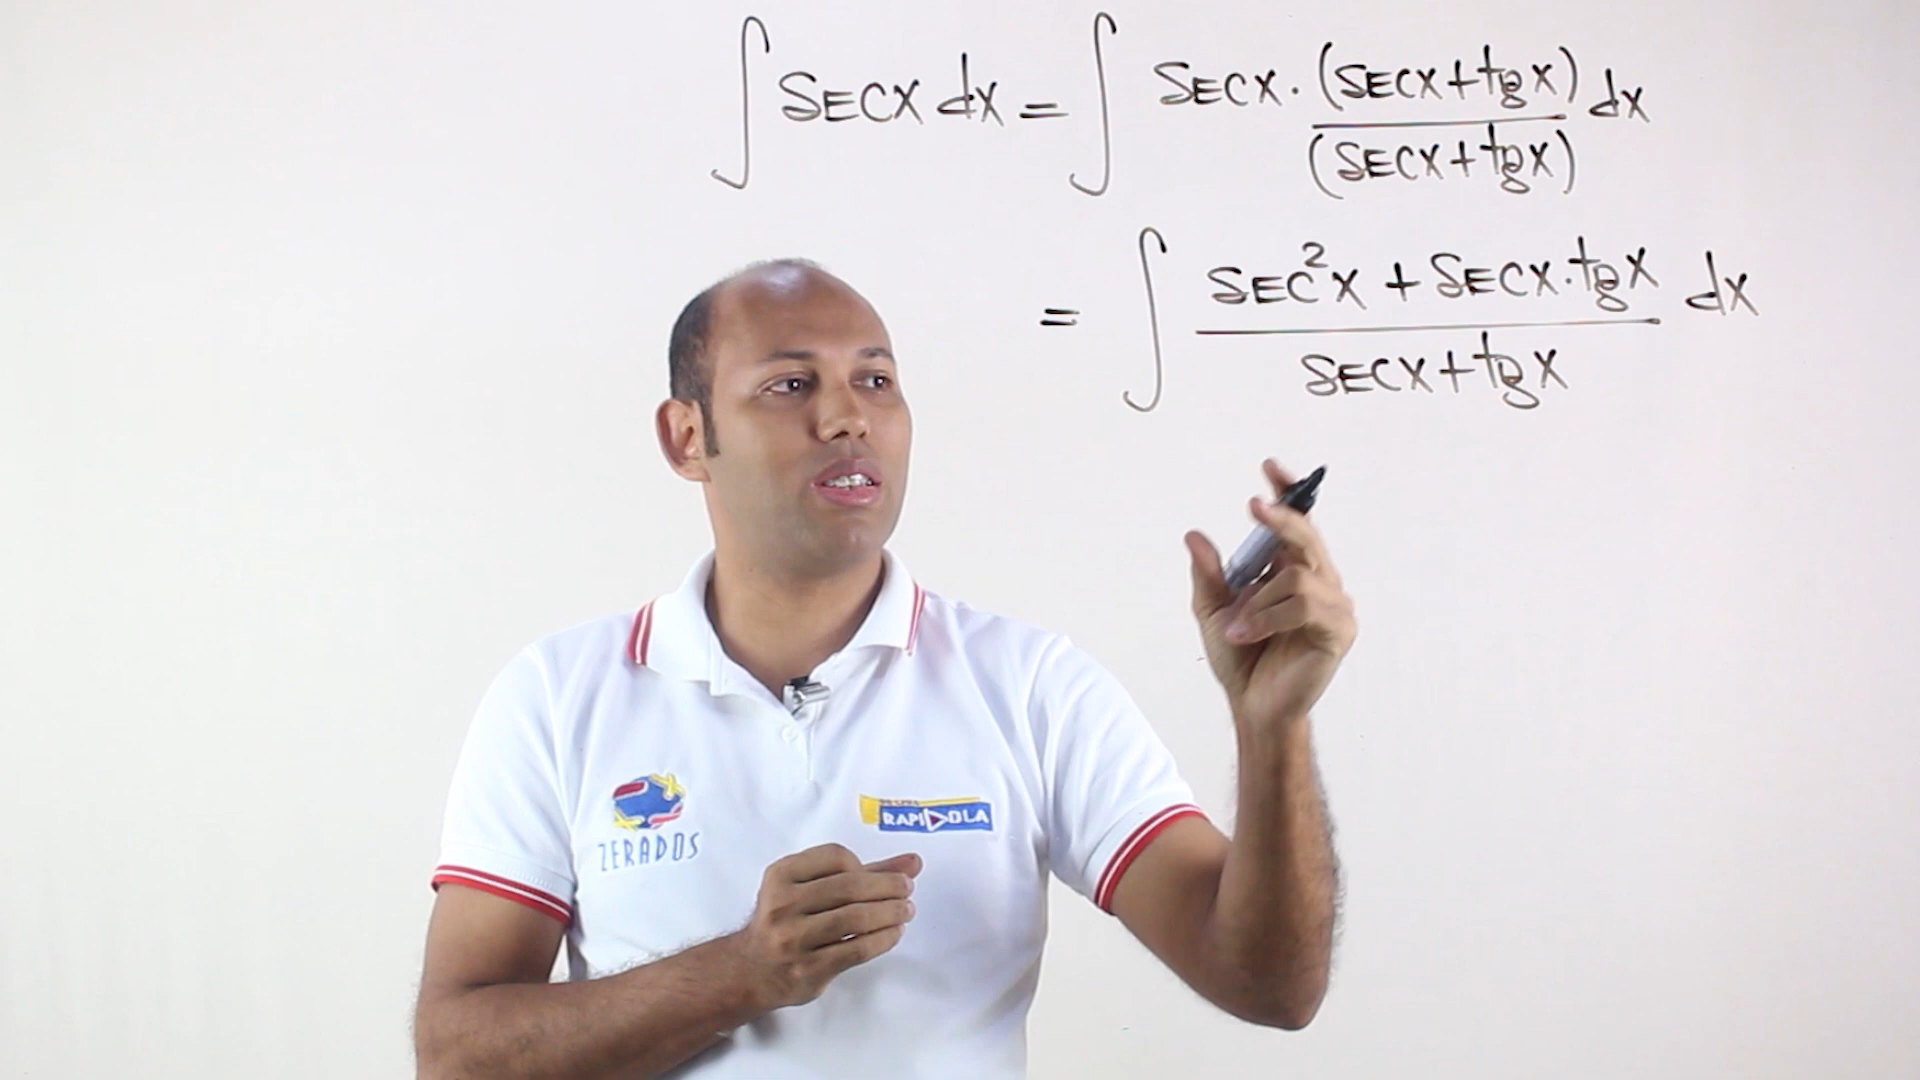 ∫ SECX dx = ∫ SECX · (SECX + tgX) / (SECX + tgX) dx
= ∫ SEC²X + SECX · tgX / SECX + tgX dx
ZERADOS
RAPIDOLA